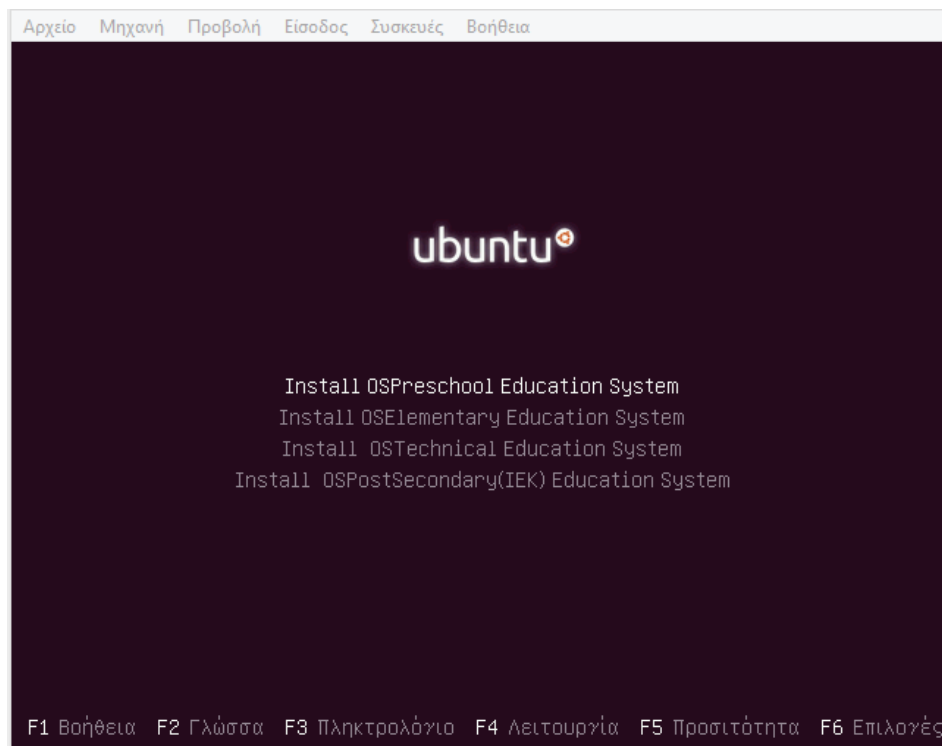 Αρχείο Μηχανή Προβολή Είσοδος Συσκευές Βοήθεια
ubuntu
Install OSPreschool Education System
Install OSElementary Education System
Install OSTechnical Education System
Install OSPostSecondary(IEK) Education System
F1 Βοήθεια F2 Γλώσσα F3 Πληκτρολόγιο F4 Λειτουργία F5 Προσιτότητα F6 Επιλογές